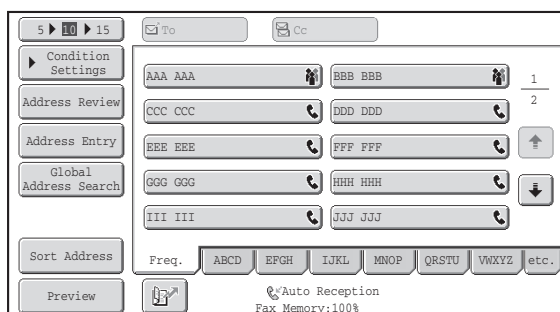 5 10 15
To
Cc
Condition
Settings
Address Review
Address Entry
Global
Address Search
Sort Address
Preview
AAA AAA
BBB BBB
CCC CCC
DDD DDD
EEE EEE
FFF FFF
GGG GGG
HHH HHH
III III
JJJ JJJ
1
2
Freq.
ABCD
EFGH
IJKL
MNOP
QRSTU
VWXYZ
etc.
Auto Reception
Fax Memory:100%